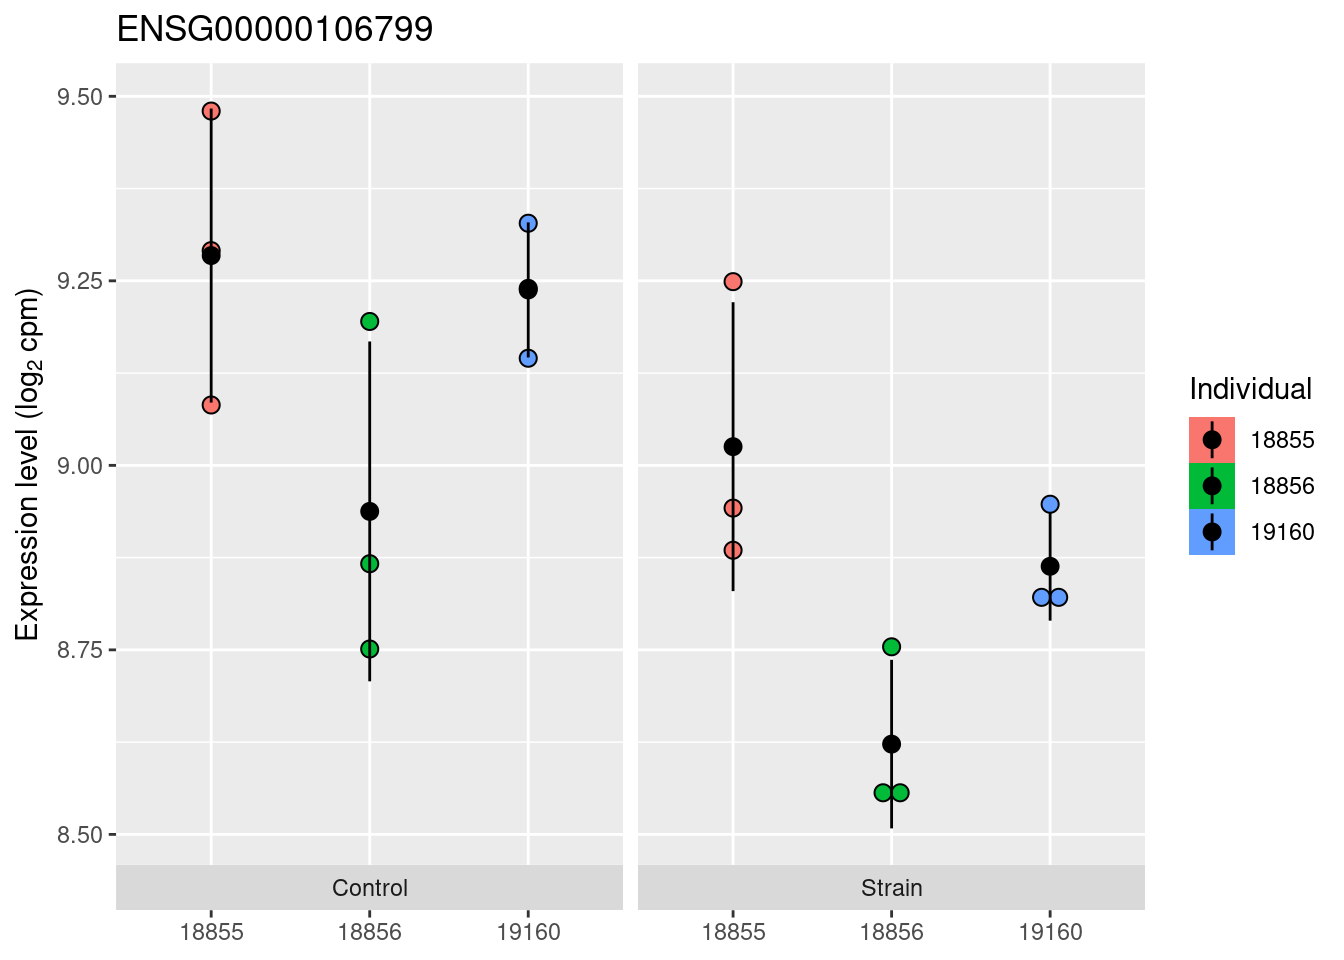 ENSG00000106799
Expression level (log₂ cpm)
9.50
9.25
9.00
8.75
8.50
Control
Strain
18855
18856
19160
18855
18856
19160
Individual
18855
18856
19160